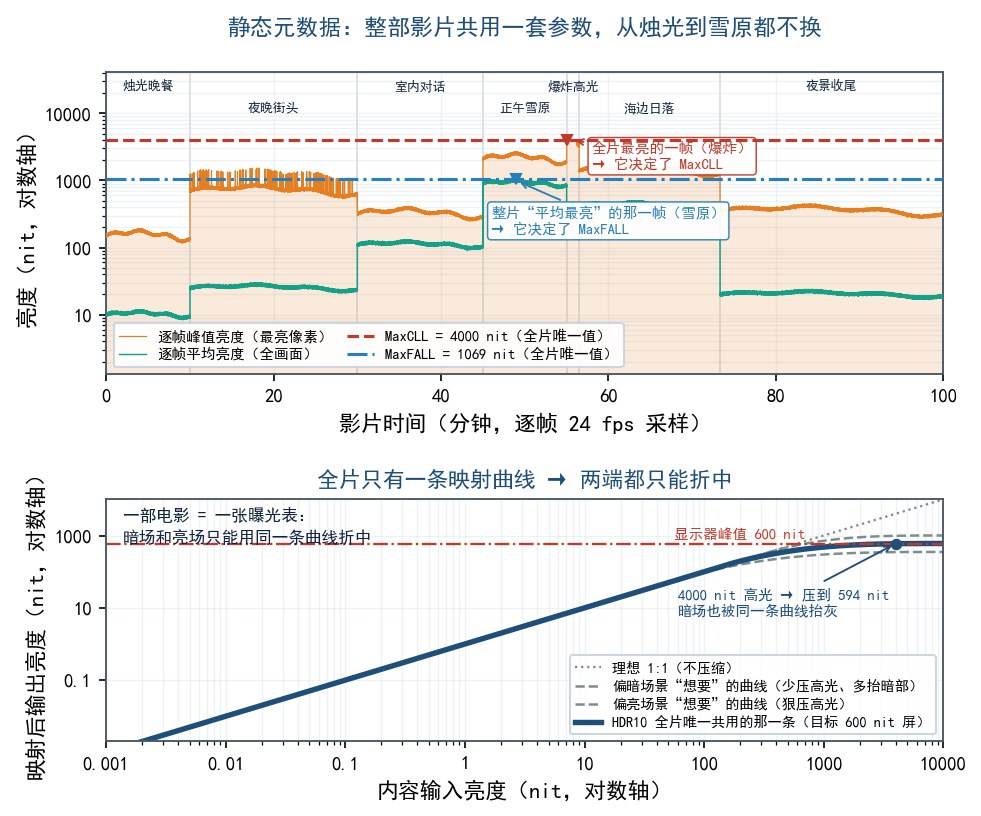 静态元数据：整部影片共用一套参数，从烛光到雪原都不换
烛光晚餐
夜晚街头
室内对话
正午雪原
爆炸高光
海边日落
夜景收尾
全片最亮的一帧（爆炸）
→ 它决定了 MaxCLL
整片“平均最亮”的那一帧（雪原）
→ 它决定了 MaxFALL
亮度（nit，对数轴）
10000
1000
100
10
逐帧峰值亮度（最亮像素）
逐帧平均亮度（全画面）
MaxCLL = 4000 nit（全片唯一值）
MaxFALL = 1069 nit（全片唯一值）
0
20
40
60
80
100
影片时间（分钟，逐帧 24 fps 采样）
全片只有一条映射曲线 → 两端都只能折中
映射后输出亮度（nit，对数轴）
1000
10
0.1
一部电影 = 一张曝光表：
暗场和亮场只能用同一条曲线折中
显示器峰值 600 nit
4000 nit 高光 → 压到 594 nit
暗场也被同一条曲线抬灰
理想 1:1（不压缩）
偏暗场景“想要”的曲线（少压高光、多抬暗部）
偏亮场景“想要”的曲线（狠压高光）
HDR10 全片唯一共用的那一条（目标 600 nit 屏）
0.001
0.01
0.1
1
10
100
1000
10000
内容输入亮度（nit，对数轴）